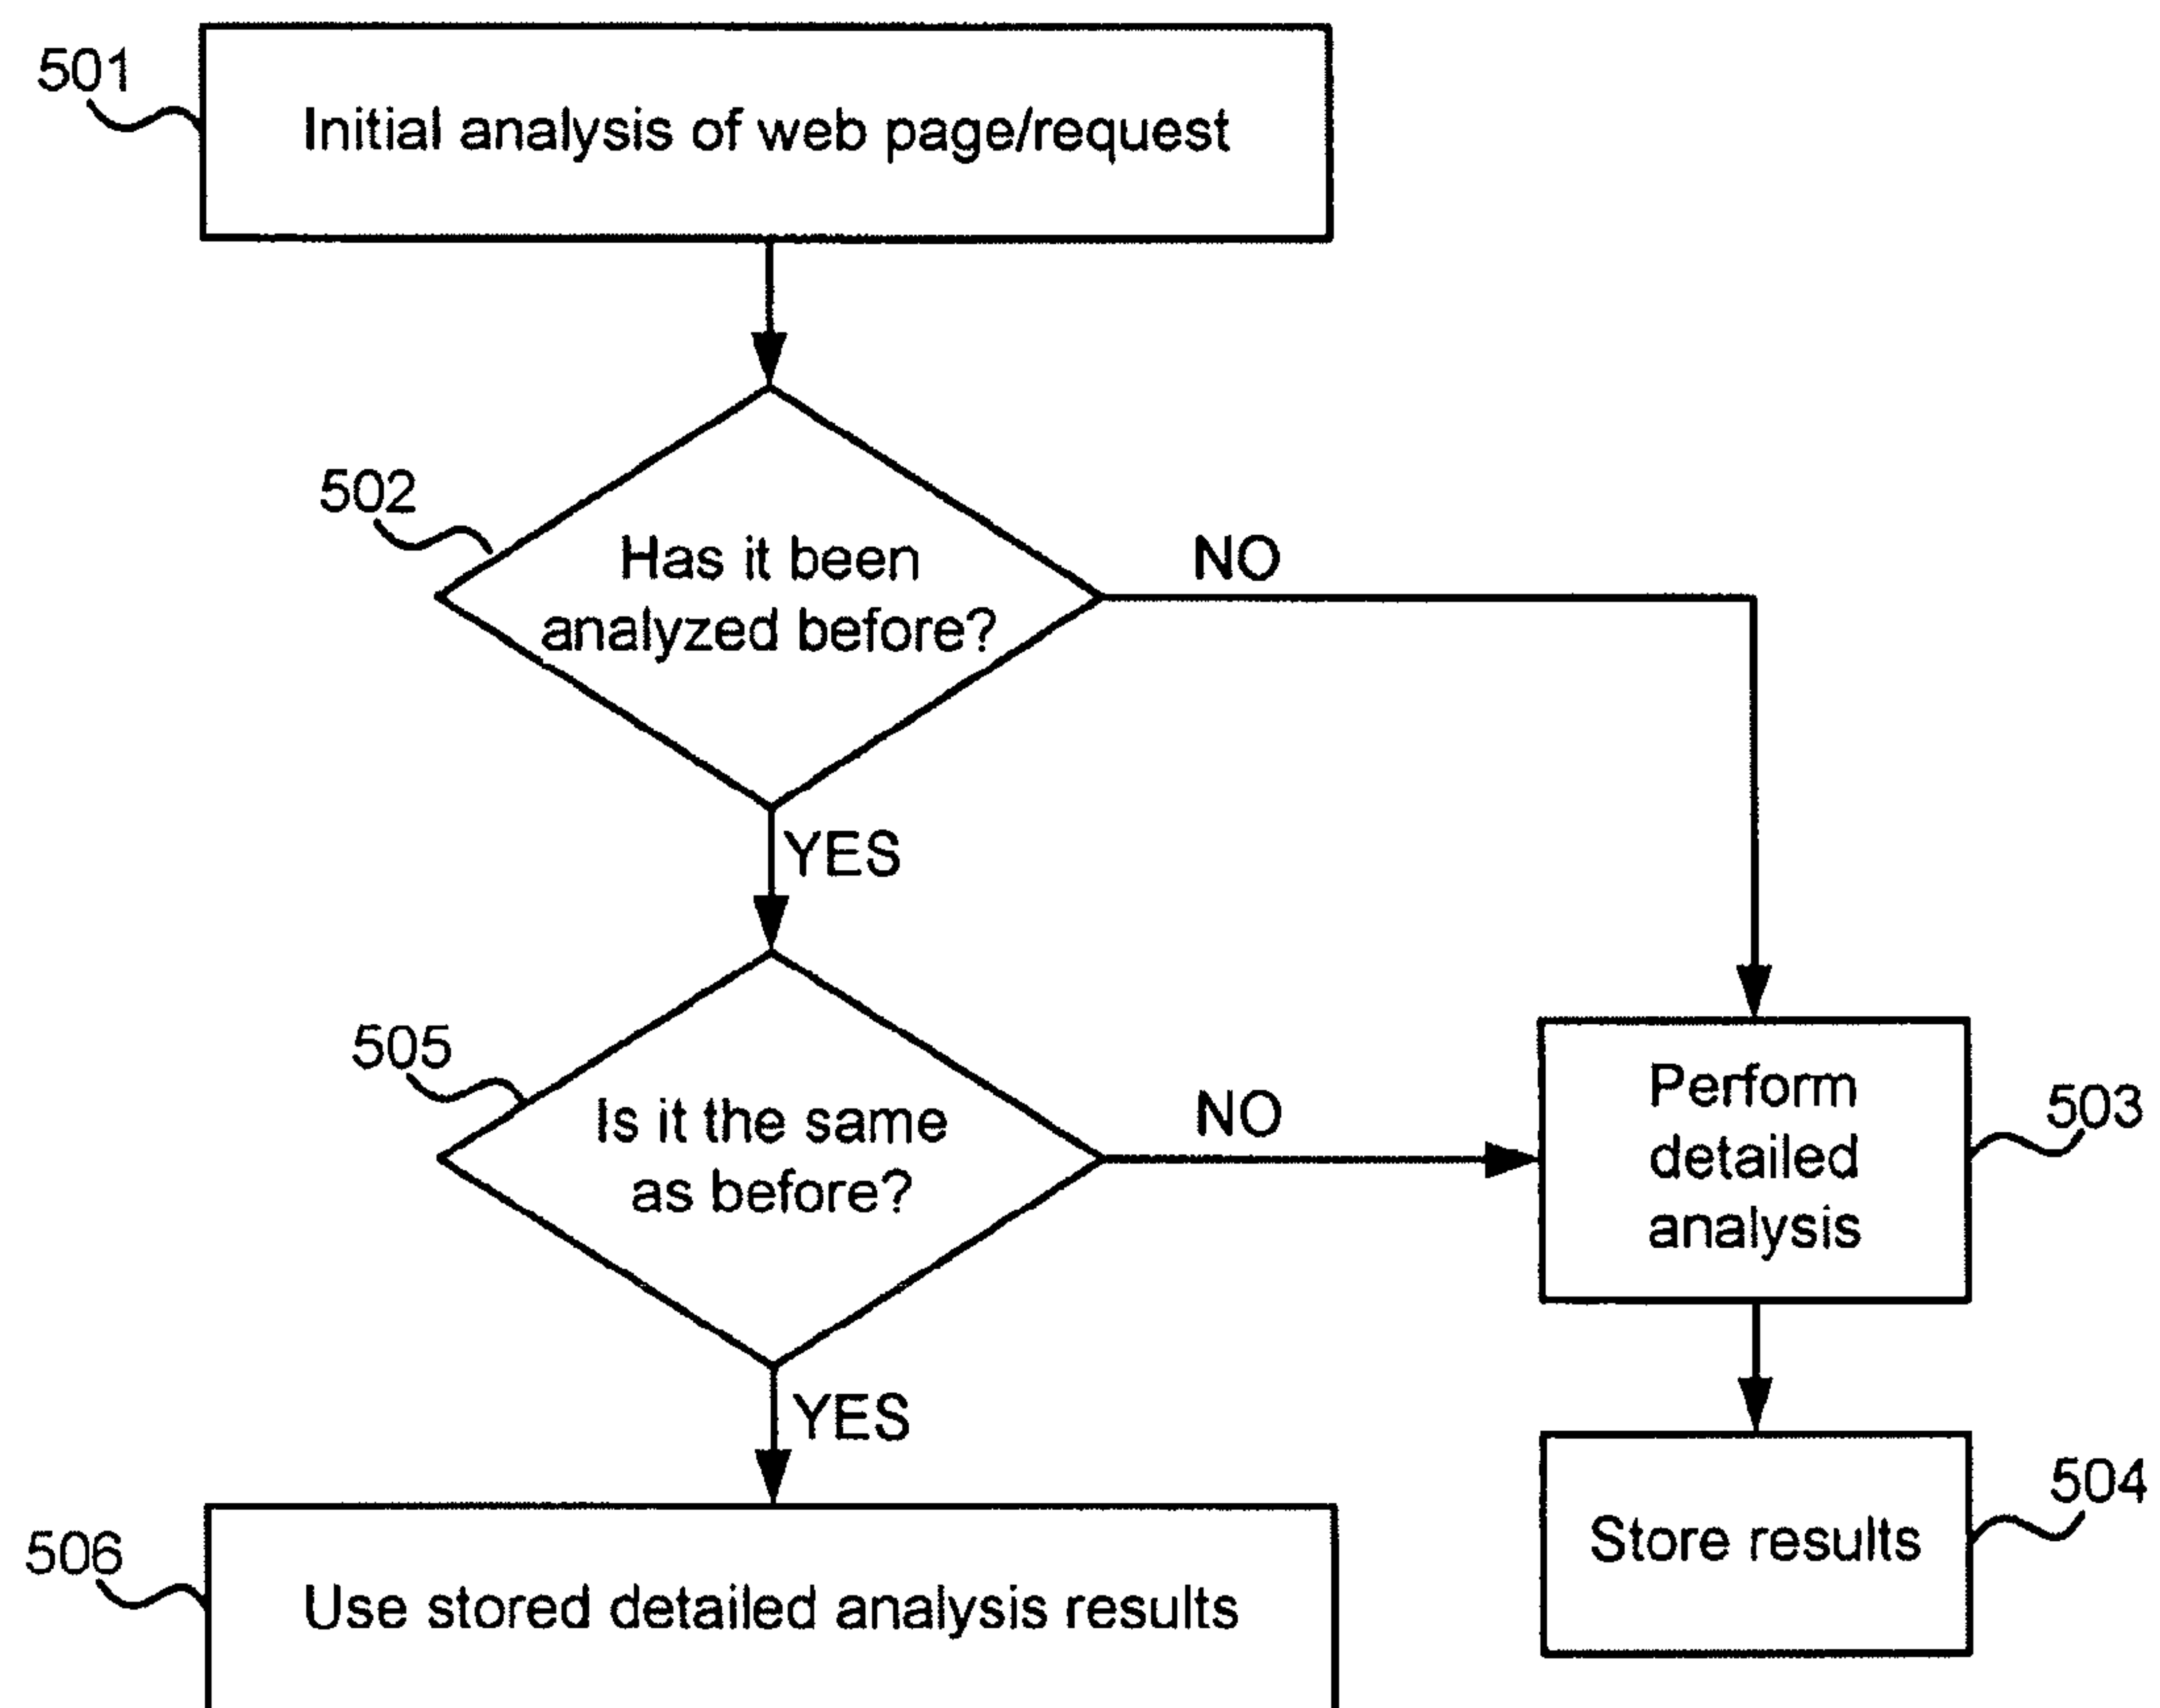 501
Initial analysis of web page/request
502
Has it been
analyzed before?
NO
YES
505
Is it the same
as before?
NO
Perform
detailed
analysis
503
YES
Store results
504
506
Use stored detailed analysis results